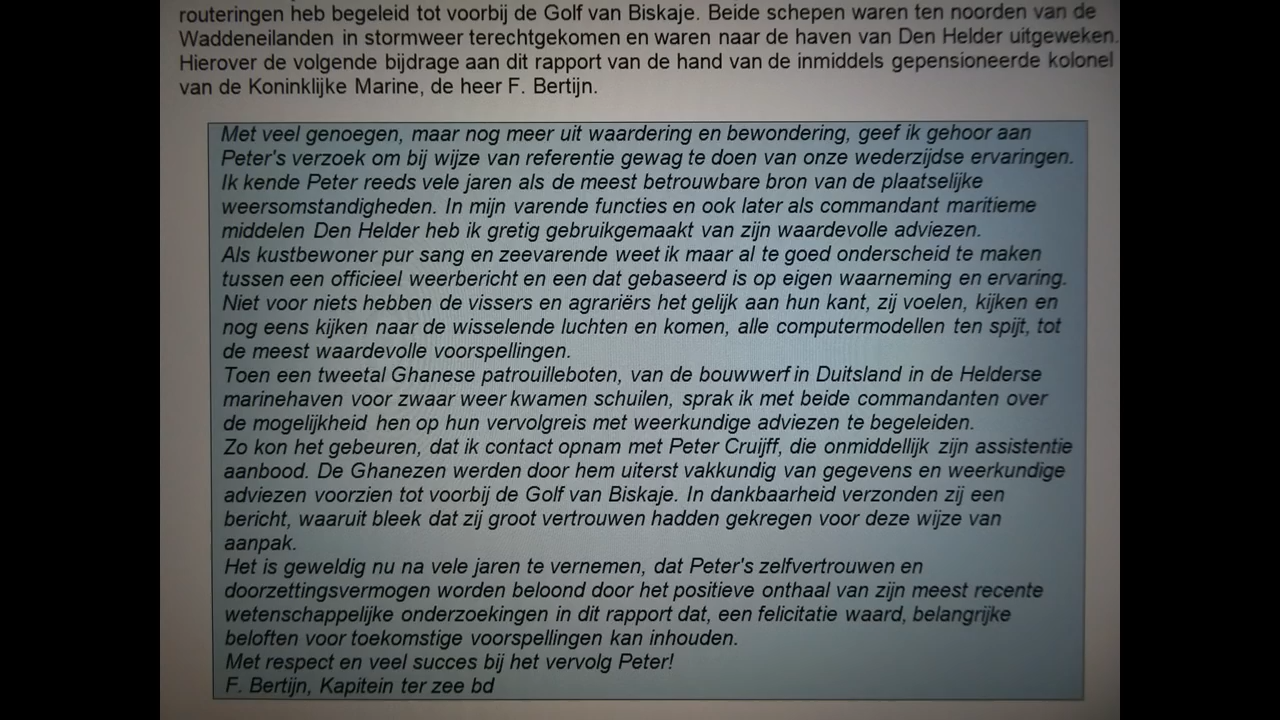 routeringen heb begeleid tot voorbij de Golf van Biskaje. Beide schepen waren ten noorden van de
Waddeneilanden in stormweer terechtgekomen en waren naar de haven van Den Helder uitgeweken.
Hierover de volgende bijdrage aan dit rapport van de hand van de inmiddels gepensioneerde kolonel
van de Koninklijke Marine, de heer F. Bertijn.
Met veel genoegen, maar nog meer uit waardering en bewondering, geef ik gehoor aan
Peter's verzoek om bij wijze van referentie gewag te doen van onze wederzijdse ervaringen.
Ik kende Peter reeds vele jaren als de meest betrouwbare bron van de plaatselijke
weersomstandigheden. In mijn varende functies en ook later als commandant maritieme
middelen Den Helder heb ik gretig gebruikgemaakt van zijn waardevolle adviezen.
Als kustbewoner pur sang en zeevarende weet ik maar al te goed onderscheid te maken
tussen een officieel weerbericht en een dat gebaseerd is op eigen waarneming en ervaring.
Niet voor niets hebben de vissers en agrariërs het gelijk aan hun kant, zij voelen, kijken en
nog eens kijken naar de wisselende luchten en komen, alle computermodellen ten spijt, tot
de meest waardevolle voorspellingen.
Toen een tweetal Ghanese patrouilleboten, van de bouwwerf in Duitsland in de Helderse
marinehaven voor zwaar weer kwamen schuilen, sprak ik met beide commandanten over
de mogelijkheid hen op hun vervolgreis met weerkundige adviezen te begeleiden.
Zo kon het gebeuren, dat ik contact opnam met Peter Cruijff, die onmiddellijk zijn assistentie
aanbood. De Ghanezen werden door hem uiterst vakkundig van gegevens en weerkundige
adviezen voorzien tot voorbij de Golf van Biskaje. In dankbaarheid verzonden zij een
bericht, waaruit bleek dat zij groot vertrouwen hadden gekregen voor deze wijze van
aanpak.
Het is geweldig nu na vele jaren te vernemen, dat Peter's zelfvertrouwen en
doorzettingsvermogen worden beloond door het positieve onthaal van zijn meest recente
wetenschappelijke onderzoekingen in dit rapport dat, een felicitatie waard, belangrijke
beloften voor toekomstige voorspellingen kan inhouden.
Met respect en veel succes bij het vervolg Peter!
F. Bertijn, Kapitein ter zee bd